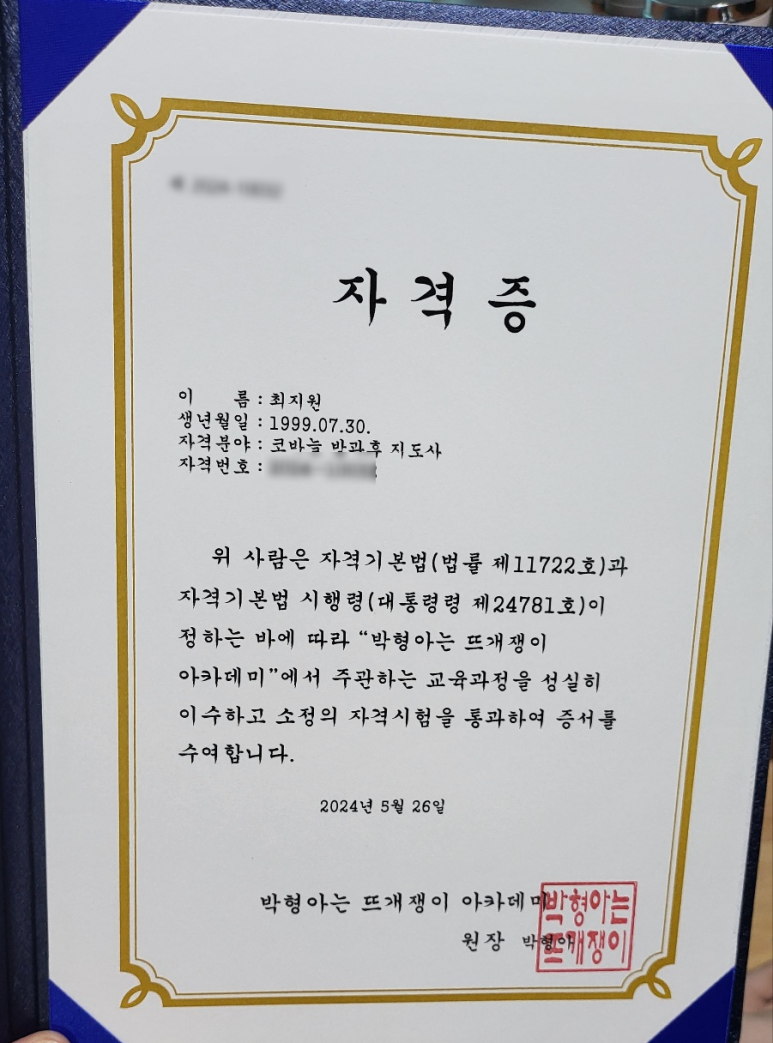 자격증
이 름 : 최지원
생년월일 : 1999.07.30.
자격분야 : 코바늘 방과후 지도사
자격번호 :
위 사람은 자격기본법(법률 제11722호)과
자격기본법 시행령(대통령령 제24781호)이
정하는 바에 따라 “박형아는 뜨개쟁이
아카데미”에서 주관하는 교육과정을 성실히
이수하고 소정의 자격시험을 통과하여 증서를
수여합니다.
2024년 5월 26일
박형아는 뜨개쟁이 아카데미
원장 박형아
박형아는
뜨개쟁이